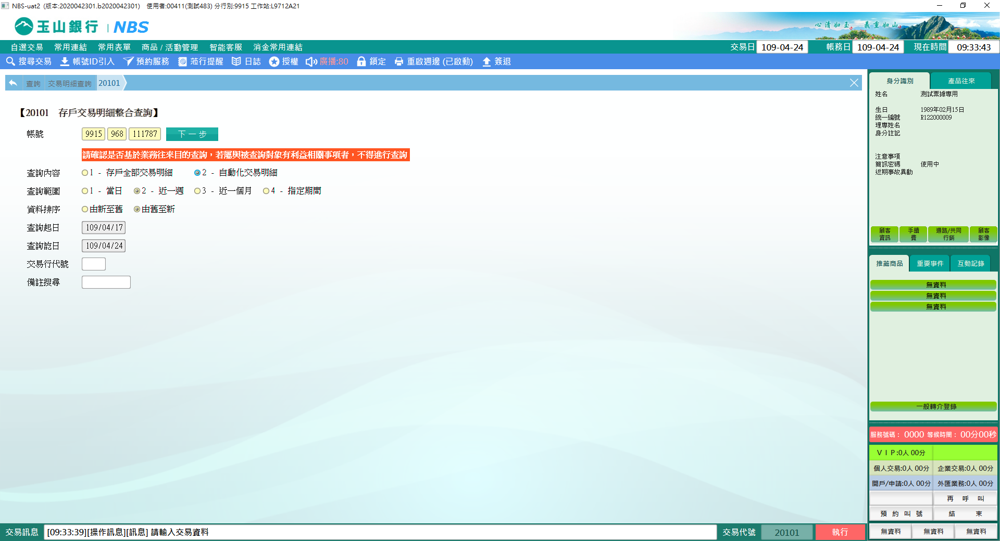 NBS-uat2 (版本:2020042301.b2020042301) 使用者:00411(測試483) 分行別:9915 工作站:L9712A21
玉山銀行 | NBS
心清如玉 義重如山
自選交易 常用連結 常用表單 商品 / 活動管理 智能客服 消金常用連結 交易日 109-04-24 帳務日 109-04-24 現在時間 09:33:43
搜尋交易 帳號ID引入 預約服務 蒞行提醒 日誌 授權 廣播:80 鎖定 重啟週邊 (已啟動) 簽退
查詢 交易明細查詢 20101
【20101 存戶交易明細整合查詢】
帳號 9915 968 111787 下一步
請確認是否基於業務往來目的查詢，若屬與被查詢對象有利益相關事項者，不得進行查詢
查詢內容 1 - 存戶全部交易明細 2 - 自動化交易明細
查詢範圍 1 - 當日 2 - 近一週 3 - 近一個月 4 - 指定期間
資料排序 由新至舊 由舊至新
查詢起日 109/04/17
查詢訖日 109/04/24
交易行代號
備註搜尋
身分識別 產品往來
姓名 測試票據專用
生日 1989年02月15日
統一編號 R122000009
理專姓名
身分註記
注意事項
簡訊密碼 使用中
近期事故異動
顧客資訊 手續費 通路/共同行銷 顧客影像
推薦商品 重要事件 互動記錄
無資料
無資料
無資料
一般轉介登錄
服務號碼： 0000 等候時間： 00分00秒
ＶＩＰ:0人 00分
個人交易:0人 00分 企業交易:0人 00分
開戶/申請:0人 00分 外匯業務:0人 00分
再 呼 叫
預 約 叫 號 結 束
無資料 無資料 無資料
交易訊息 [09:33:39][操作訊息][訊息] 請輸入交易資料 交易代號 20101 執行